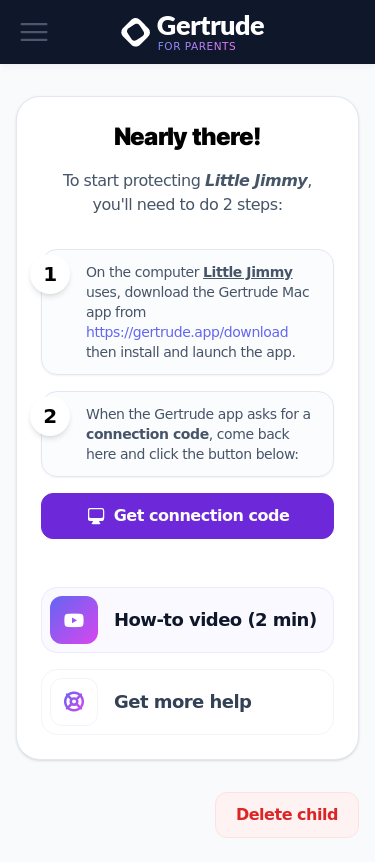 Gertrude
FOR PARENTS
Nearly there!
To start protecting Little Jimmy,
you'll need to do 2 steps:
1
On the computer Little Jimmy
uses, download the Gertrude Mac
app from
https://gertrude.app/download
then install and launch the app.
2
When the Gertrude app asks for a
connection code, come back
here and click the button below:
Get connection code
How-to video (2 min)
Get more help
Delete child